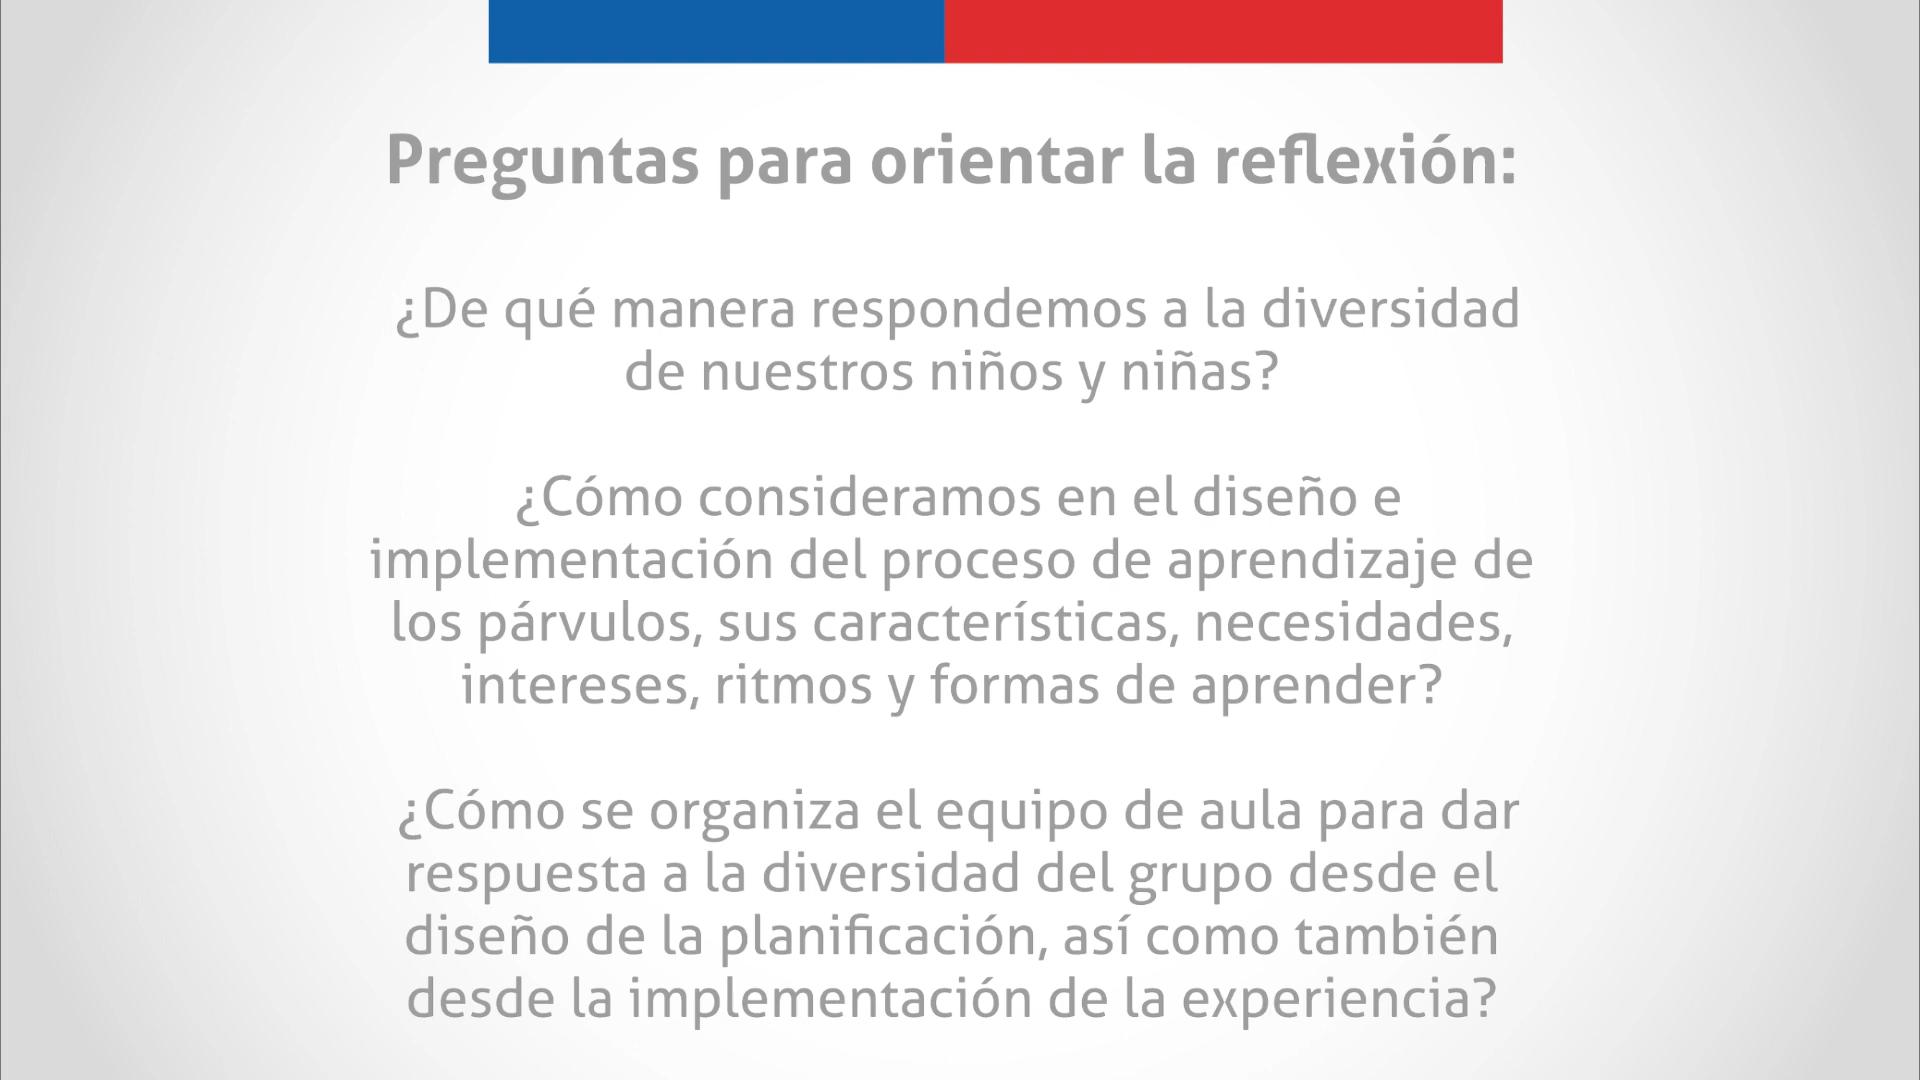 Preguntas para orientar la reflexión:
¿De qué manera respondemos a la diversidad
de nuestros niños y niñas?
¿Cómo consideramos en el diseño e
implementación del proceso de aprendizaje de
los párvulos, sus características, necesidades,
intereses, ritmos y formas de aprender?
¿Cómo se organiza el equipo de aula para dar
respuesta a la diversidad del grupo desde el
diseño de la planificación, así como también
desde la implementación de la experiencia?